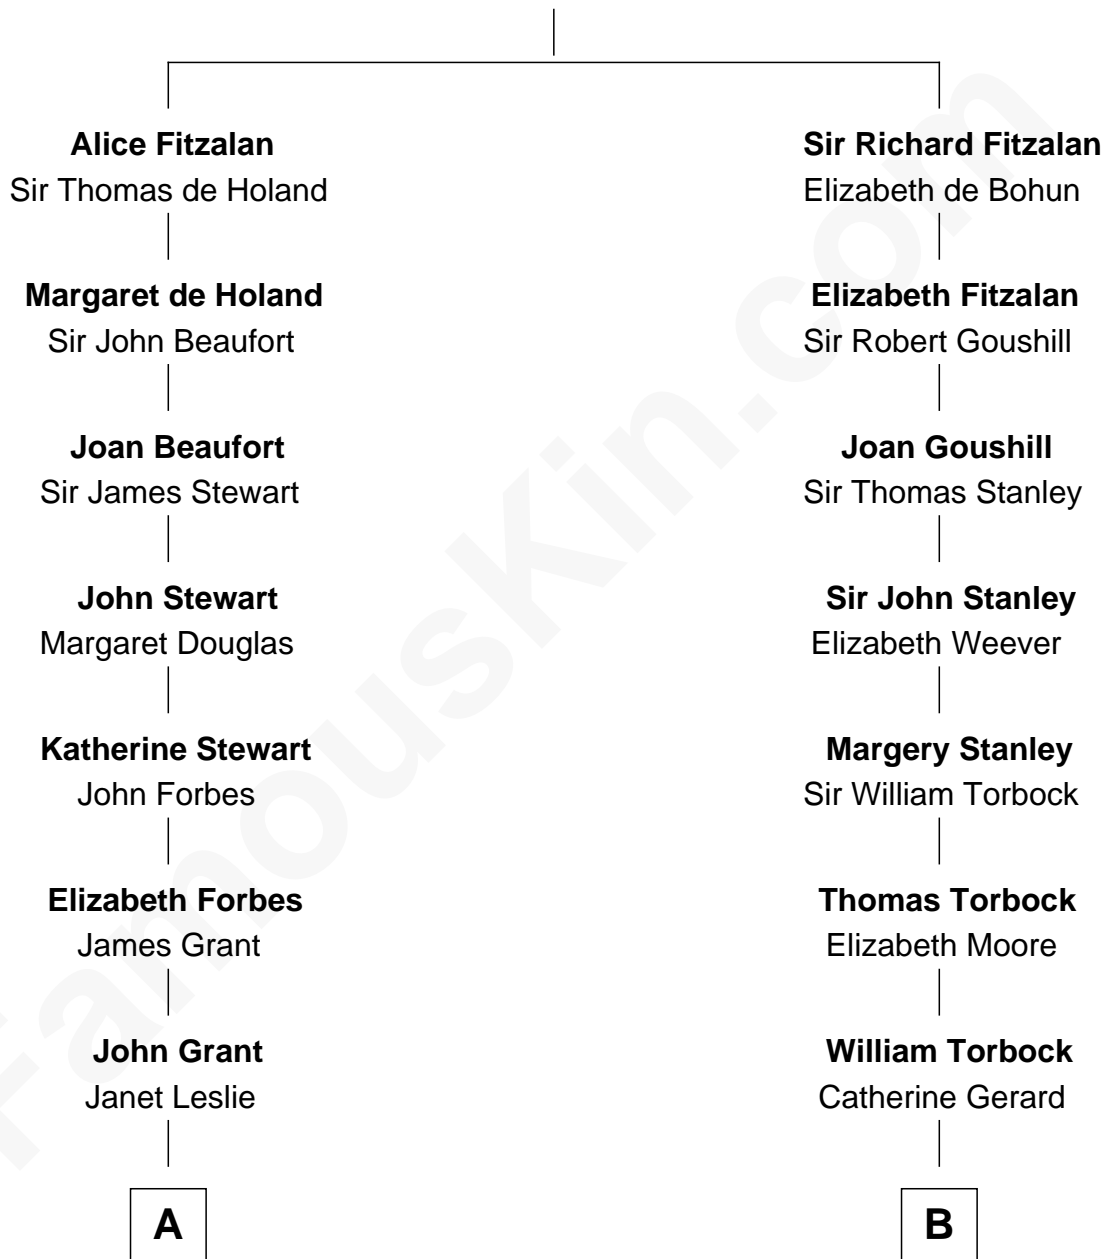 Alice Fitzalan
Sir Thomas de Holand
Margaret de Holand
Sir John Beaufort
Joan Beaufort
Sir James Stewart
John Stewart
Margaret Douglas
Katherine Stewart
John Forbes
Elizabeth Forbes
James Grant
John Grant
Janet Leslie
A
Sir Richard Fitzalan
Elizabeth de Bohun
Elizabeth Fitzalan
Sir Robert Goushill
Joan Goushill
Sir Thomas Stanley
Sir John Stanley
Elizabeth Weever
Margery Stanley
Sir William Torbock
Thomas Torbock
Elizabeth Moore
William Torbock
Catherine Gerard
B
FamousKin.com